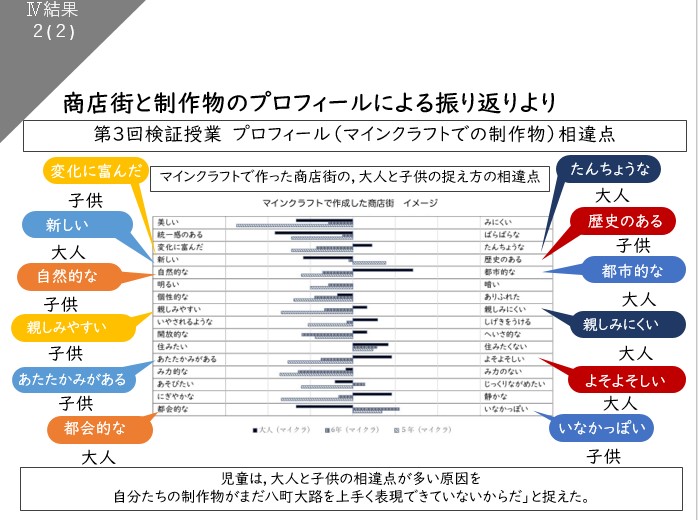 Ⅳ結果
2(2)
商店街と制作物のプロフィールによる振り返りより
第3回検証授業 プロフィール(マインクラフトでの制作物)相違点
マインクラフトで作った商店街の,大人と子供の捉え方の相違点
変化に富んだ
子供
新しい
大人
自然的な
子供
親しみやすい
子供
あたたかみがある
子供
都会的な
大人
マインクラフトで作成した商店街 イメージ
美しい みにくい
統一感のある ばらばらな
変化に富んだ たんちょうな
新しい 歴史のある
自然的な 都市的な
明るい 暗い
個性的な ありふれた
親しみやすい 親しみにくい
いやされるような しげきをうける
開放的な へいさ的な
住みたい 住みたくない
あたたかみがある よそよそしい
み力的な み力のない
あそびたい じっくりながめたい
にぎやかな 静かな
都会的な いなかっぽい
大人(マイクラ) 6年(マイクラ) 5年(マイクラ)
たんちょうな
大人
歴史のある
子供
都市的な
大人
親しみにくい
大人
よそよそしい
大人
いなかっぽい
子供
児童は,大人と子供の相違点が多い原因を
自分たちの制作物がまだ八町大路を上手く表現できていないからだ」と捉えた。